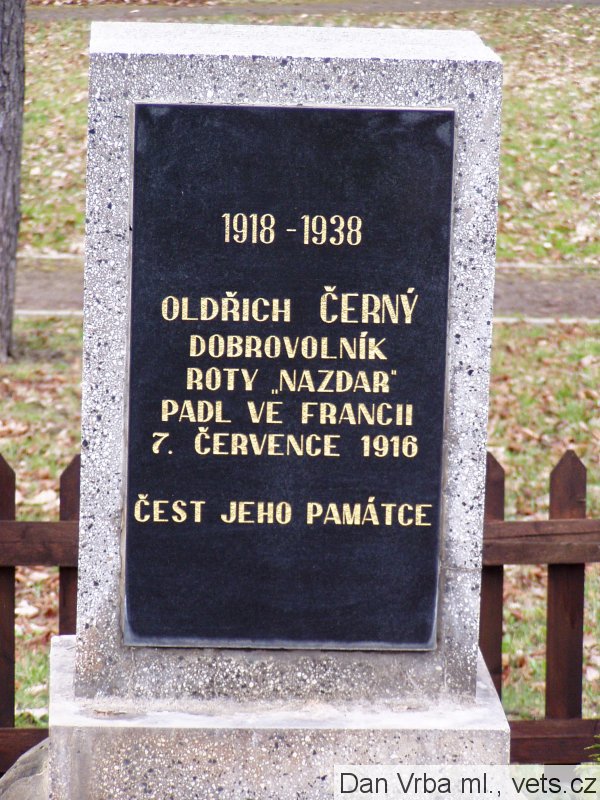 1918 - 1938
OLDŘICH ČERNÝ
DOBROVOLNÍK
ROTY „NAZDAR"
PADL VE FRANCII
7. ČERVENCE 1916
ČEST JEHO PAMÁTCE
Dan Vrba ml., vets.cz